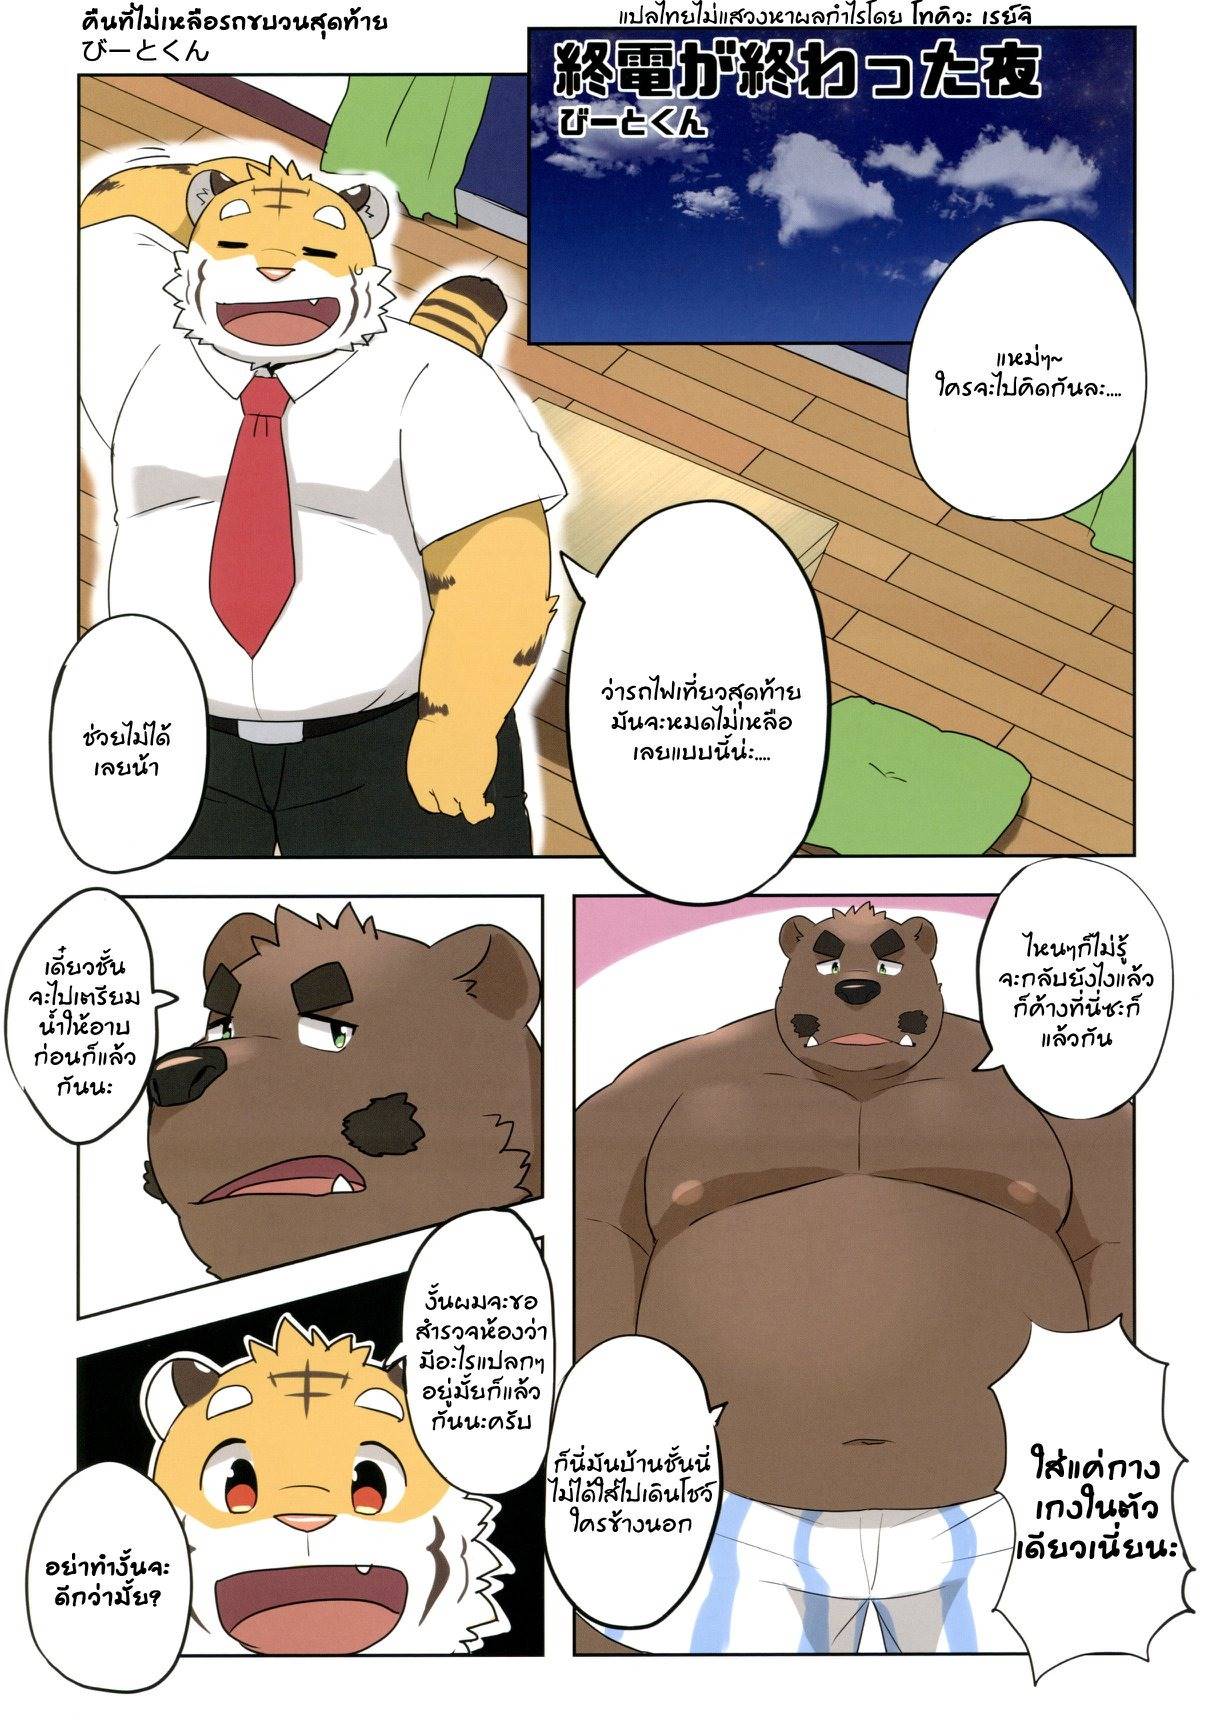 คืนที่ไม่เหลือรถขบวนสุดท้าย
びーとくん
แปลไทยไม่แสวงหาผลกำไรโดย โทคิวะ เรย์จิ
終電が終わった夜
びーとくん
แหม่ๆ~
ใครจะไปคิดกันละ....
ว่ารถไฟเที่ยวสุดท้าย
มันจะหมดไม่เหลือ
เลยแบบนี้น่ะ....
ช่วยไม่ได้
เลยน้า
ไหนๆก็ไม่รู้
จะกลับยังไงแล้ว
ก็ค้างที่นี่ซะก็
แล้วกัน
ใส่แค่กาง
เกงในตัว
เดียวเนี่ยนะ
ก็นี่มันบ้านชั้นนี่
ไม่ได้ใส่ไปเดินโชว์
ใครข้างนอก
เดี๋ยวชั้น
จะไปเตรียม
น้ำให้อาบ
ก่อนก็แล้ว
กันนะ
งั้นผมจะขอ
สำรวจห้องว่า
มีอะไรแปลกๆ
อยู่มั้ยก็แล้ว
กันนะครับ
อย่าทำงั้นจะ
ดีกว่ามั้ย?